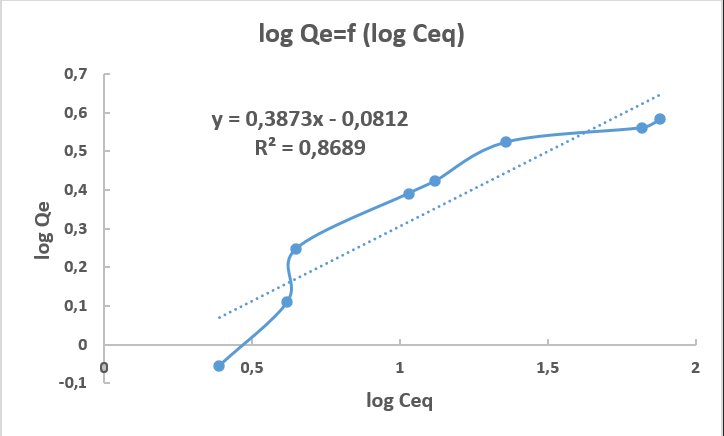 log Qe=f (log Ceq)
0,7
0,6
0,5
0,4
0,3
0,2
0,1
0
-0,1
y = 0,3873x - 0,0812
R² = 0,8689
log Qe
0
0,5
1
1,5
2
log Ceq